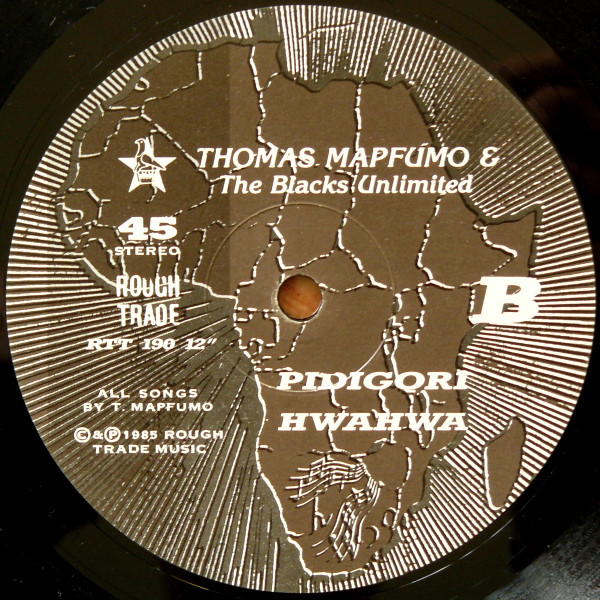 THOMAS MAPFUMO &
The Blacks Unlimited
45
STEREO
ROUGH
TRADE
RTT 190 12"
B
PIDIGORI
HWAHWA
ALL SONGS
BY T. MAPFUMO
©&℗1985 ROUGH
TRADE MUSIC